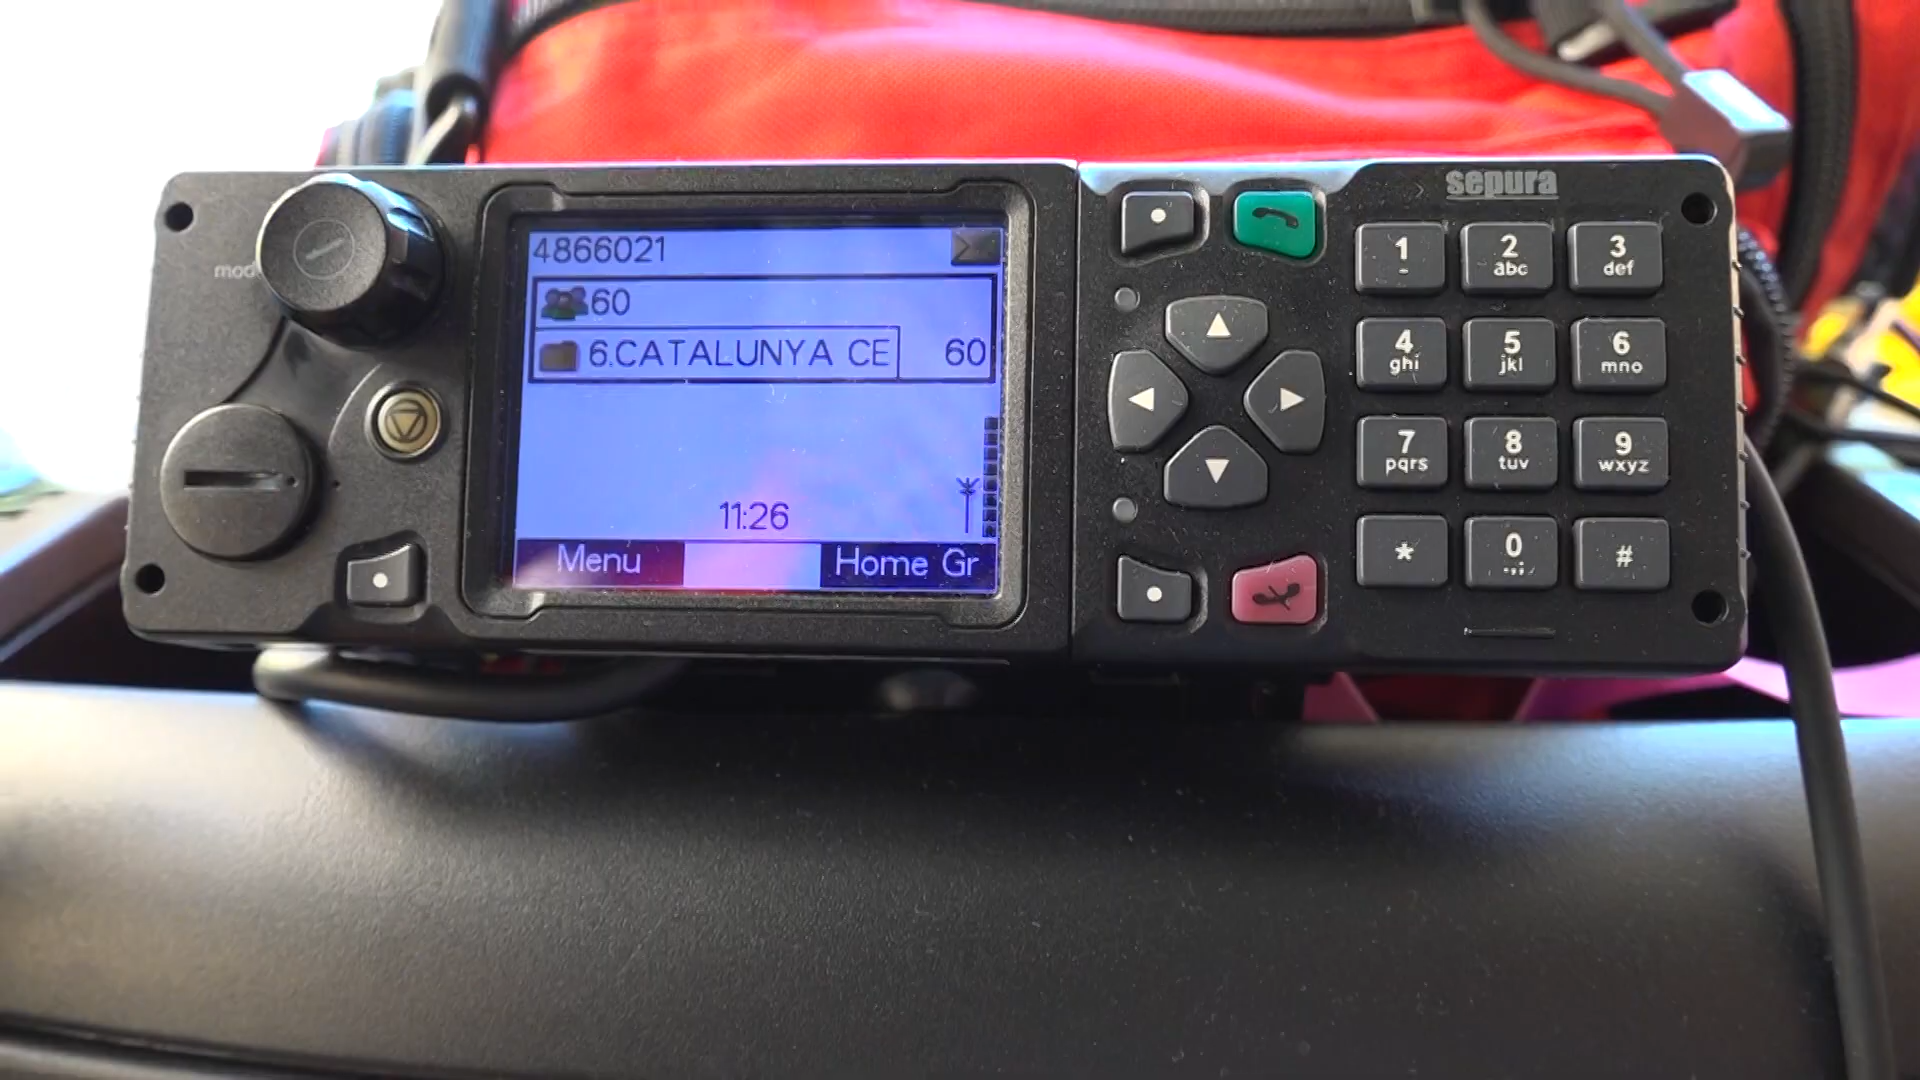 sepura
mod
4866021
60
6.CATALUNYA CE 60
11:26
Menu Home Gr
1 -
2 abc
3 def
4 ghi
5 jkl
6 mno
7 pqrs
8 tuv
9 wxyz
*
0 .,;
#